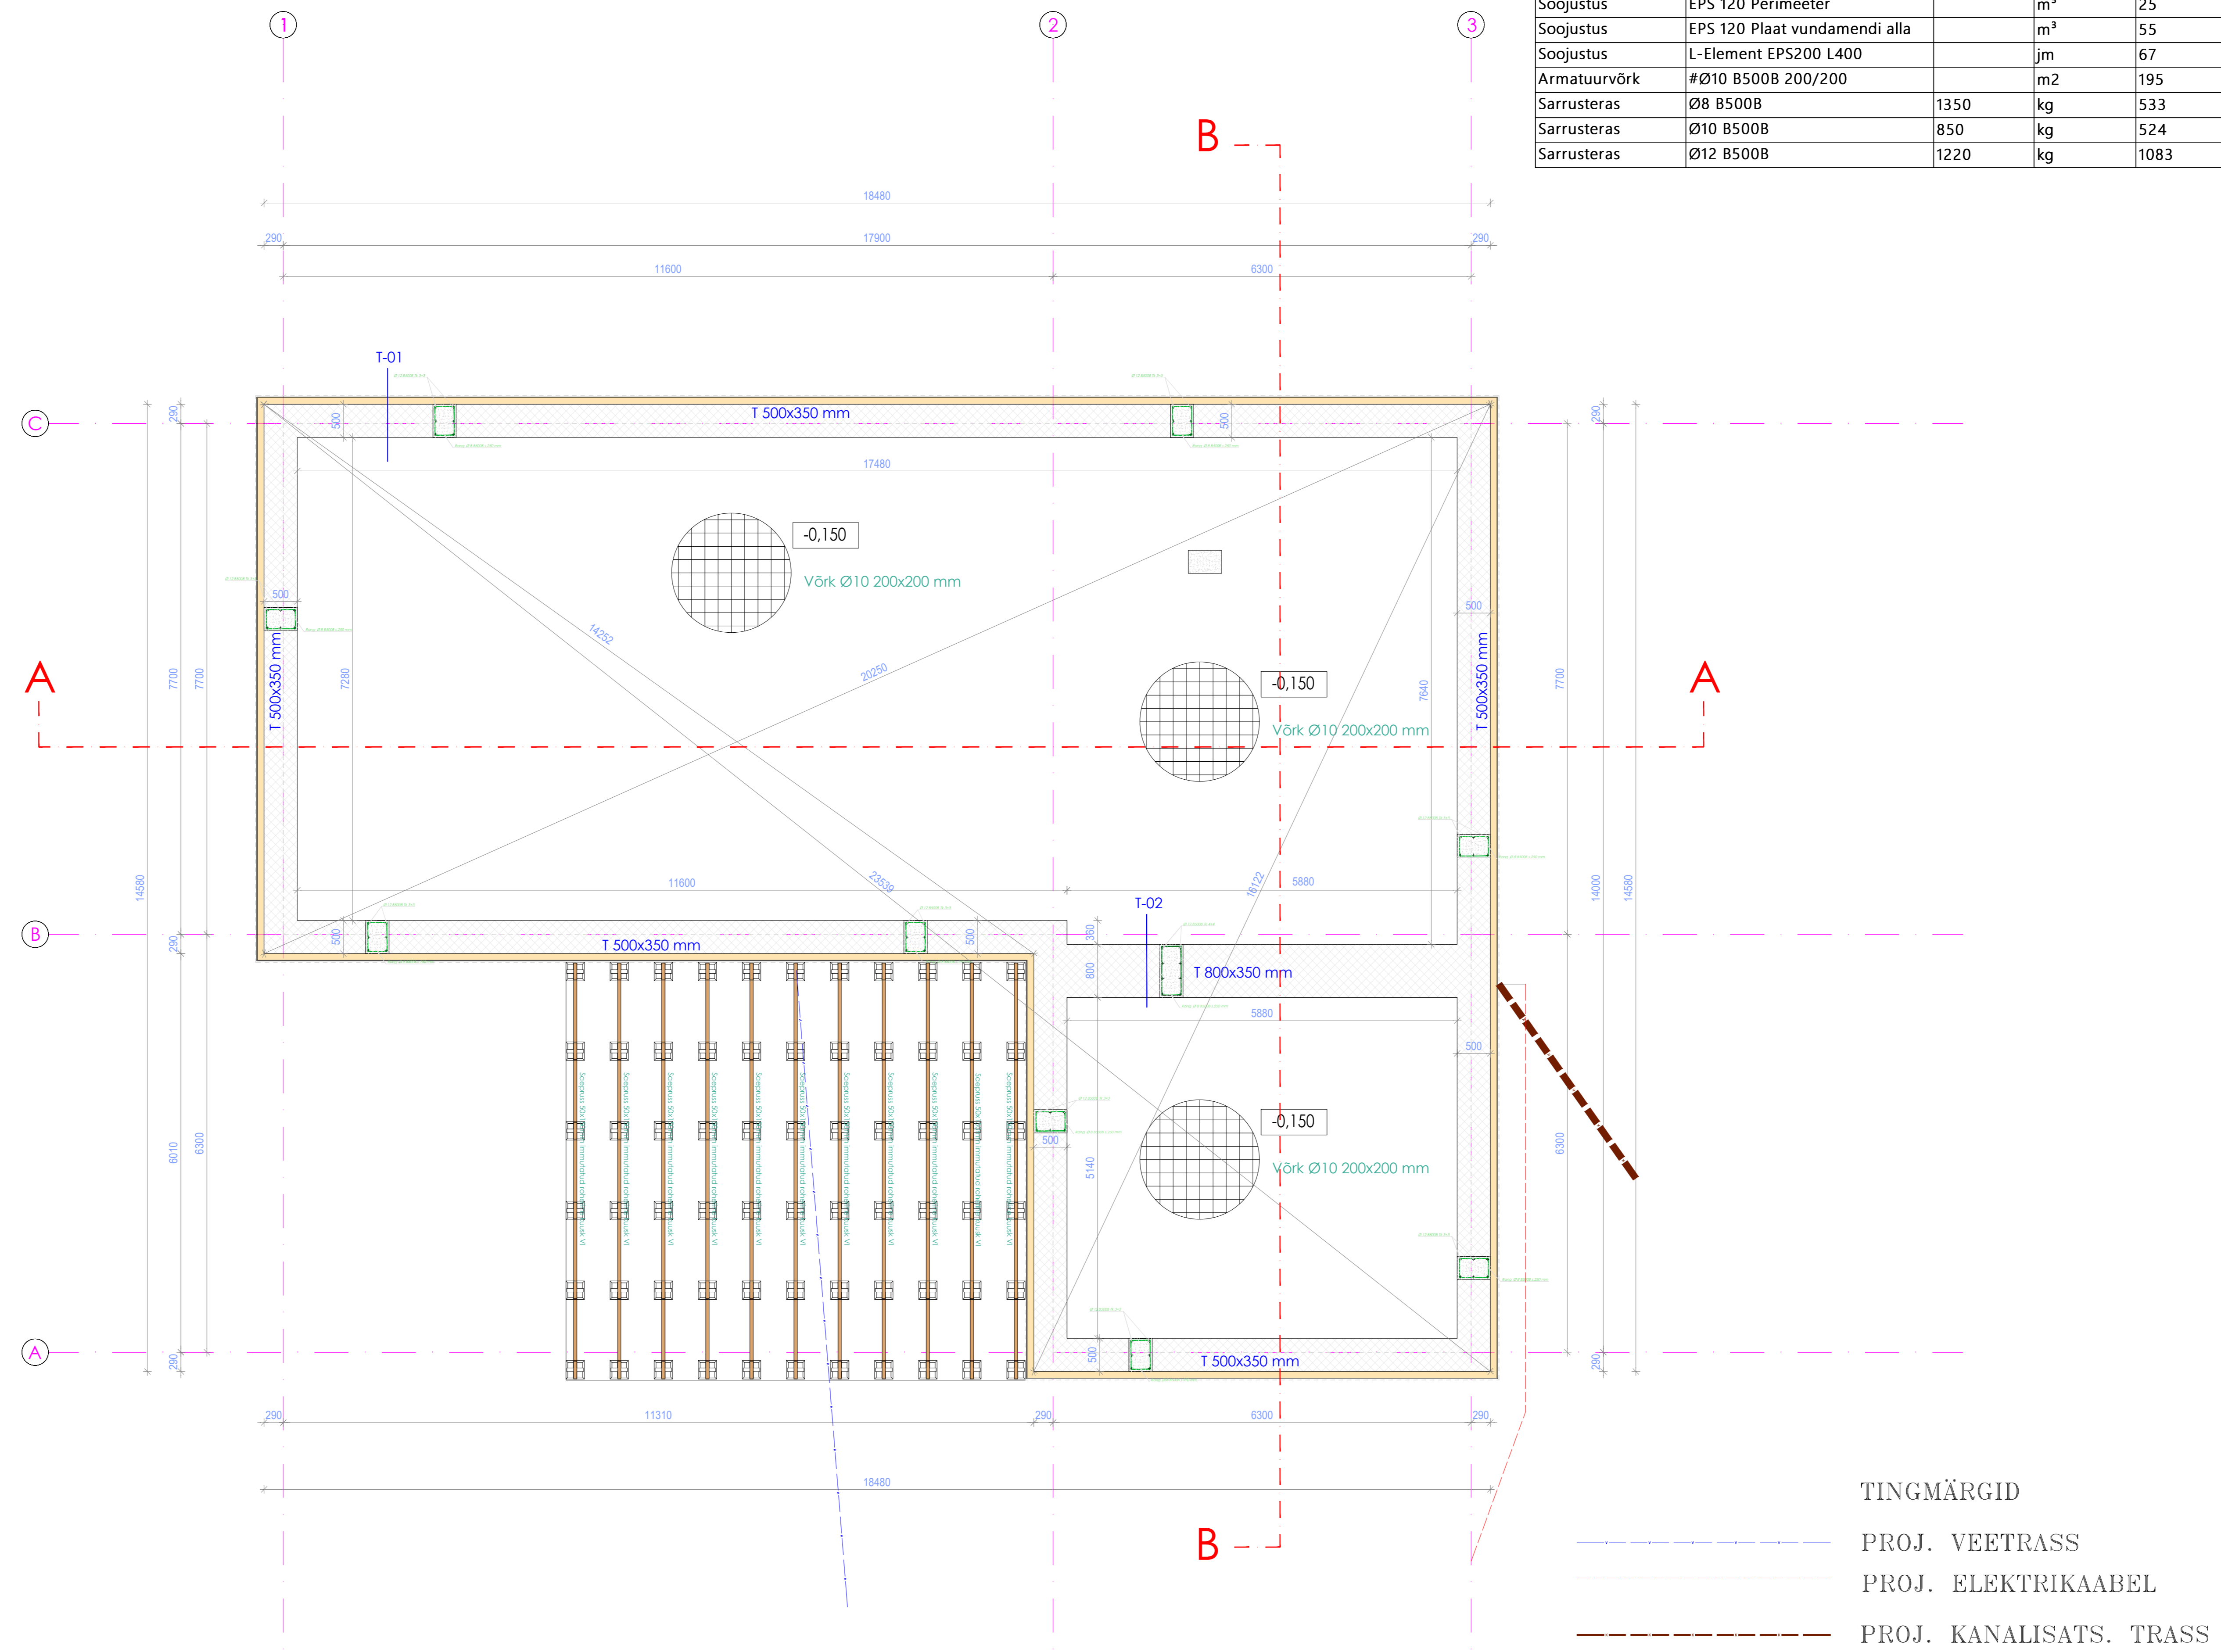 1
2
3
Soojustus EPS 120 Perimeeter m³ 25
Soojustus EPS 120 Plaat vundamendi alla m³ 55
Soojustus L-Element EPS200 L400 jm 67
Armatuurvõrk #Ø10 B500B 200/200 m2 195
Sarrusteras Ø8 B500B 1350 kg 533
Sarrusteras Ø10 B500B 850 kg 524
Sarrusteras Ø12 B500B 1220 kg 1083
B
18480
290
17900
290
11600
6300
T-01
C
290
500
T 500x350 mm
500
290
17480
-0,150
Võrk Ø10 200x200 mm
500
500
14252
T 500x350 mm
7280
20250
-0,150
Võrk Ø10 200x200 mm
7640
T 500x350 mm
A
7700
7700
7700
A
14580
11600
23539
16122
5880
14000
14580
T-02
B
290
500
T 500x350 mm
500
360
800
T 800x350 mm
5880
500
500
-0,150
Võrk Ø10 200x200 mm
6010
6300
5140
6300
A
290
500
T 500x350 mm
290
290
11310
290
6300
290
18480
B
TINGMÄRGID
PROJ. VEETRASS
PROJ. ELEKTRIKAABEL
PROJ. KANALISATS. TRASS